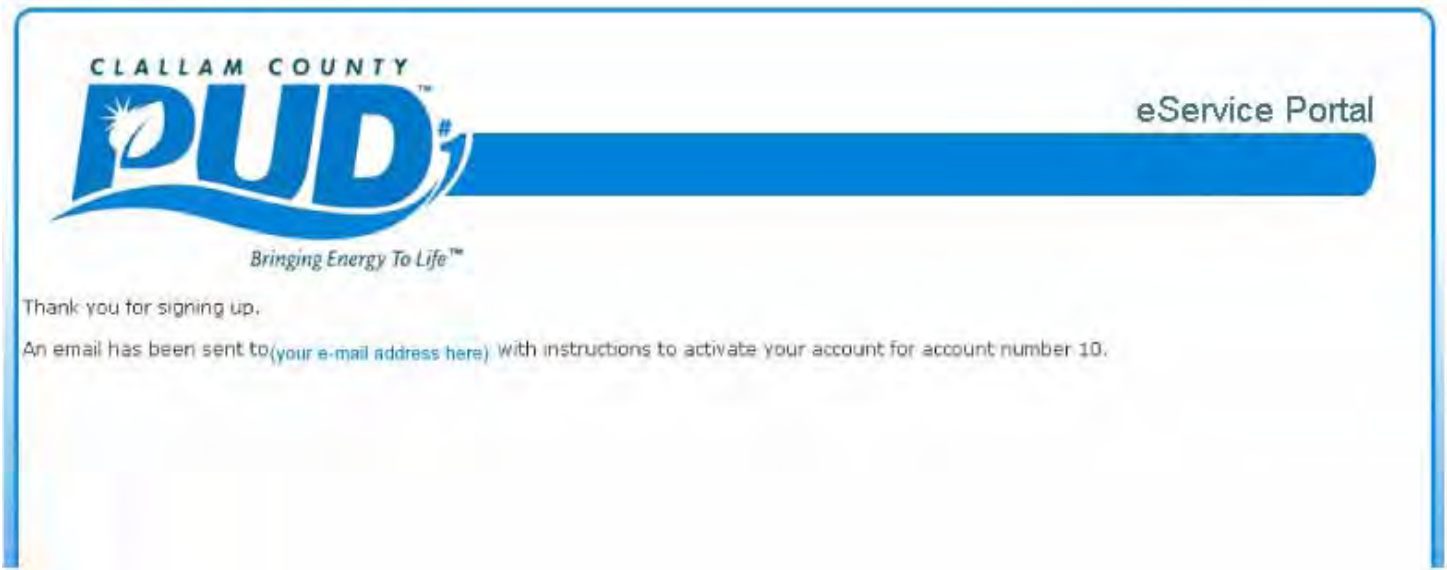 CLALLAM COUNTY
PUD #1™
eService Portal
Bringing Energy To Life™
Thank you for signing up.
An email has been sent to (your e-mail address here) with instructions to activate your account for account number 10.